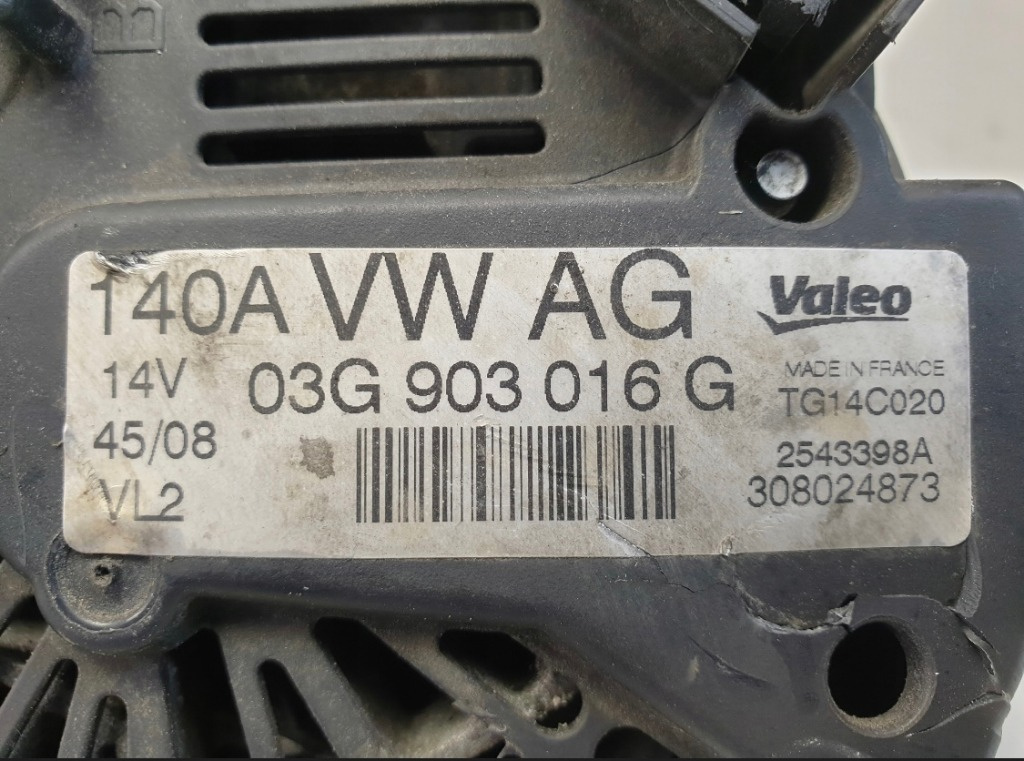 140A VW AG
Valeo
14V
03G 903 016 G
MADE IN FRANCE
TG14C020
45/08
2543398A
VL2
308024873